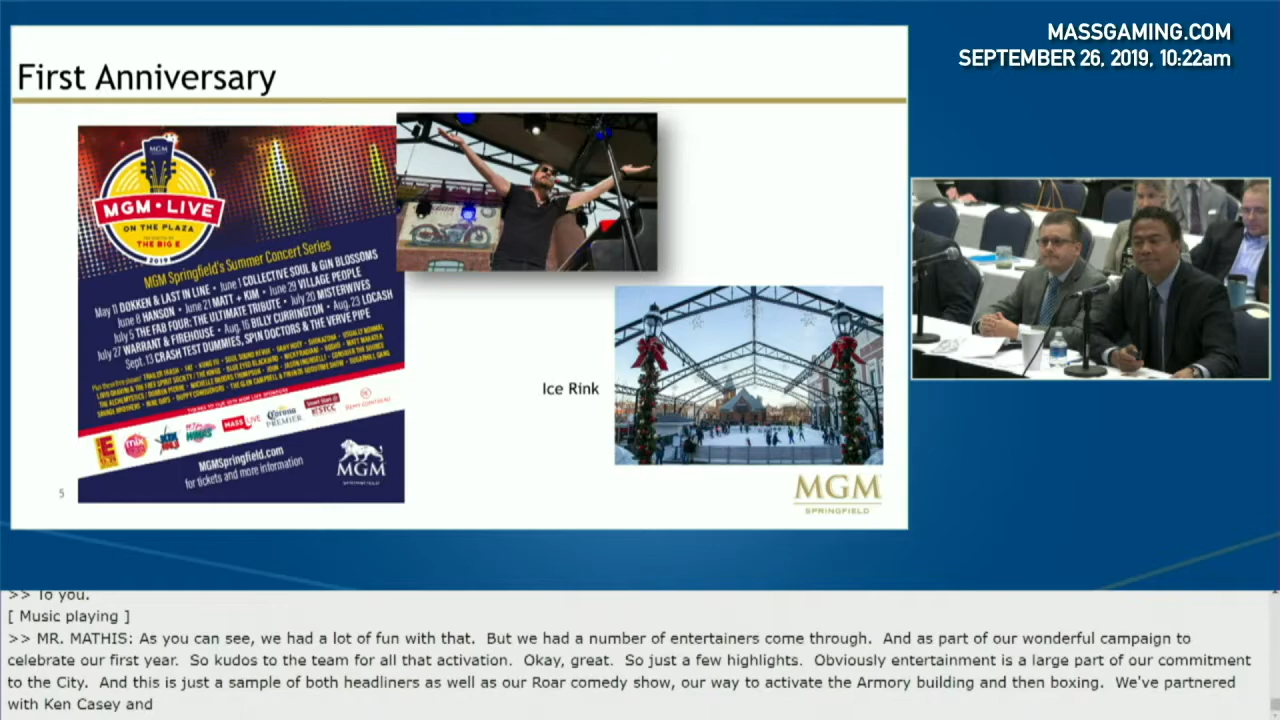 MASSGAMING.COM
SEPTEMBER 26, 2019, 10:22am
First Anniversary
MGM
MGM • LIVE
ON THE PLAZA
THE BIG E
2019
MGM Springfield's Summer Concert Series
May 11 DOKKEN & LAST IN LINE • June 1 COLLECTIVE SOUL & GIN BLOSSOMS
June 8 HANSON • June 21 MATT + KIM • June 29 VILLAGE PEOPLE
July 5 THE FAB FOUR: THE ULTIMATE TRIBUTE • July 20 MISTERWIVES
July 27 WARRANT & FIREHOUSE • Aug. 16 BILLY CURRINGTON • Aug. 23 LOCASH
Sept. 13 CRASH TEST DUMMIES, SPIN DOCTORS & THE VERVE PIPE
MASS LIVE
Corona
PREMIER
MGMSpringfield.com
for tickets and more information
MGM
Ice Rink
5
MGM
SPRINGFIELD
>> To you.
[ Music playing ]
>> MR. MATHIS: As you can see, we had a lot of fun with that. But we had a number of entertainers come through. And as part of our wonderful campaign to
celebrate our first year. So kudos to the team for all that activation. Okay, great. So just a few highlights. Obviously entertainment is a large part of our commitment
to the City. And this is just a sample of both headliners as well as our Roar comedy show, our way to activate the Armory building and then boxing. We've partnered
with Ken Casey and